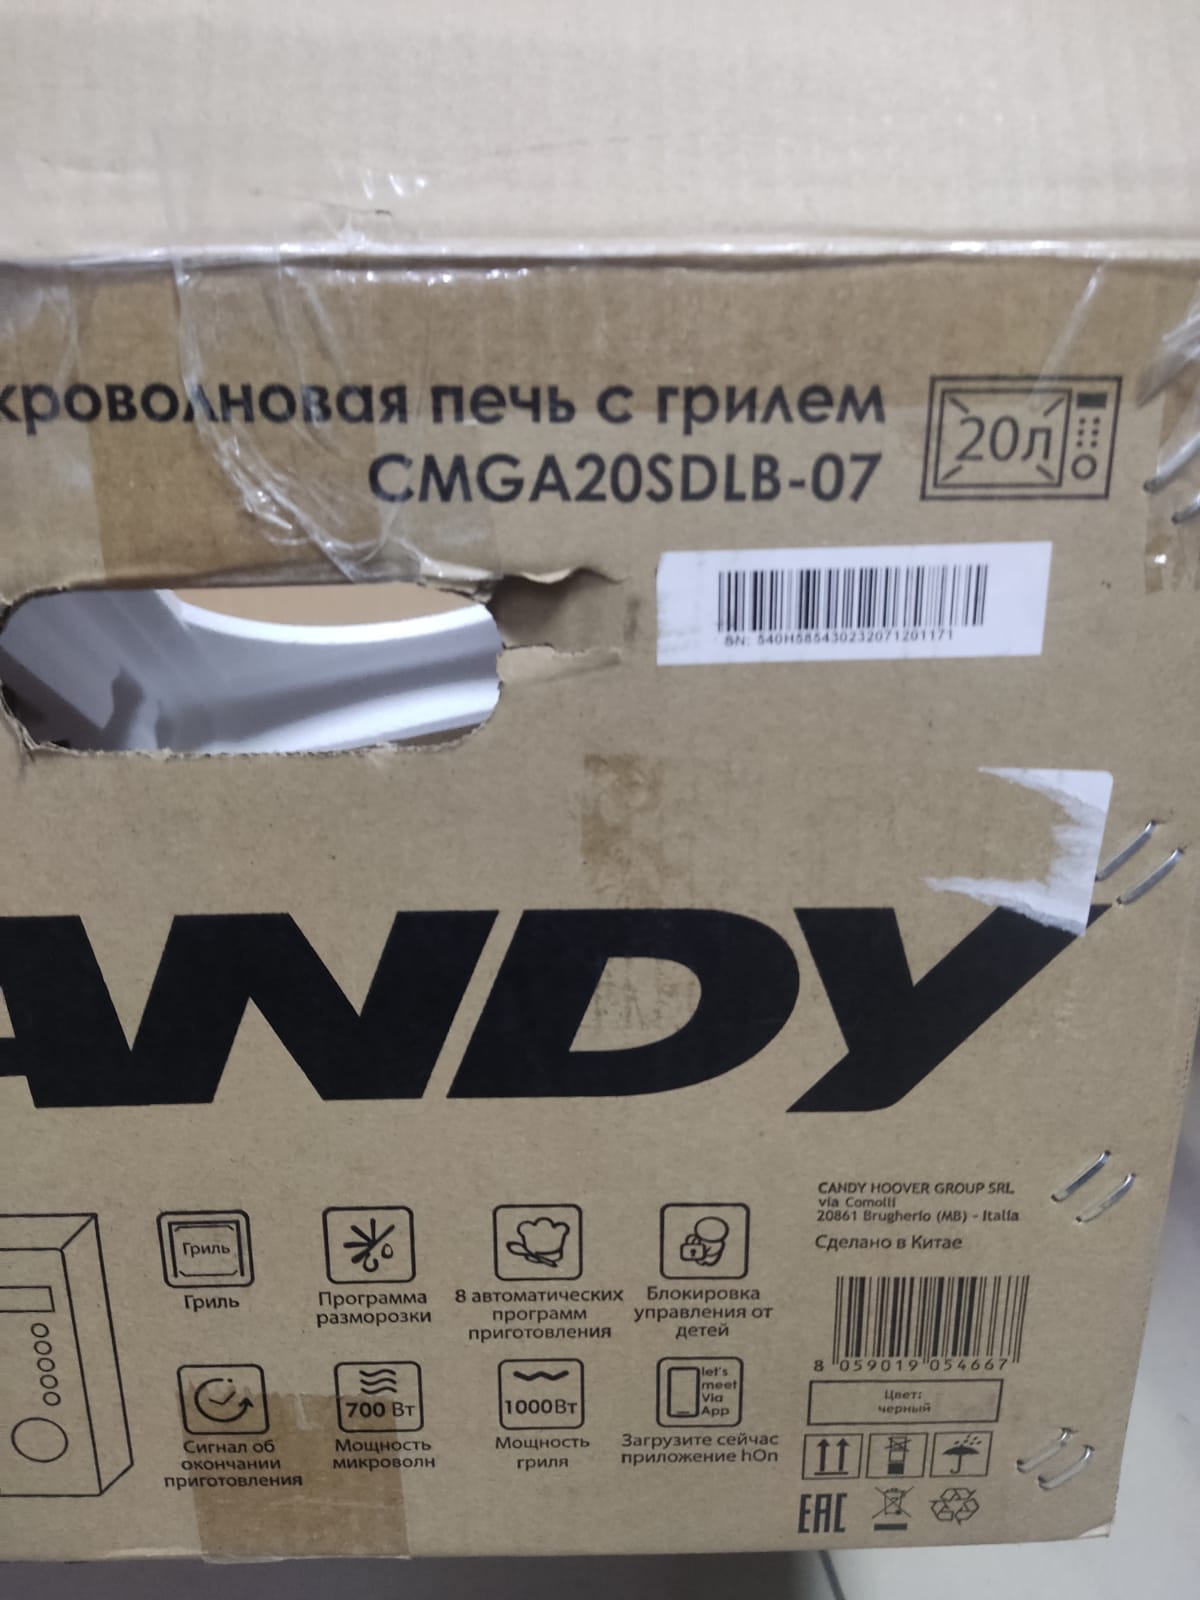 кроволновая печь с грилем
CMGA20SDLB-07
20л
SN: 540H585430232071201171
ANDY
Гриль
Гриль
Программа
разморозки
8 автоматических
программ
приготовления
Блокировка
управления от
детей
Сигнал об
окончании
приготовления
700 Вт
Мощность
микроволн
1000Вт
Мощность
гриля
let's
meet
Via
App
Загрузите сейчас
приложение hOn
CANDY HOOVER GROUP SRL
via Comolli
20861 Brugherio (MB) - Italia
Сделано в Китае
8 059019 054667
Цвет:
черный
EAC